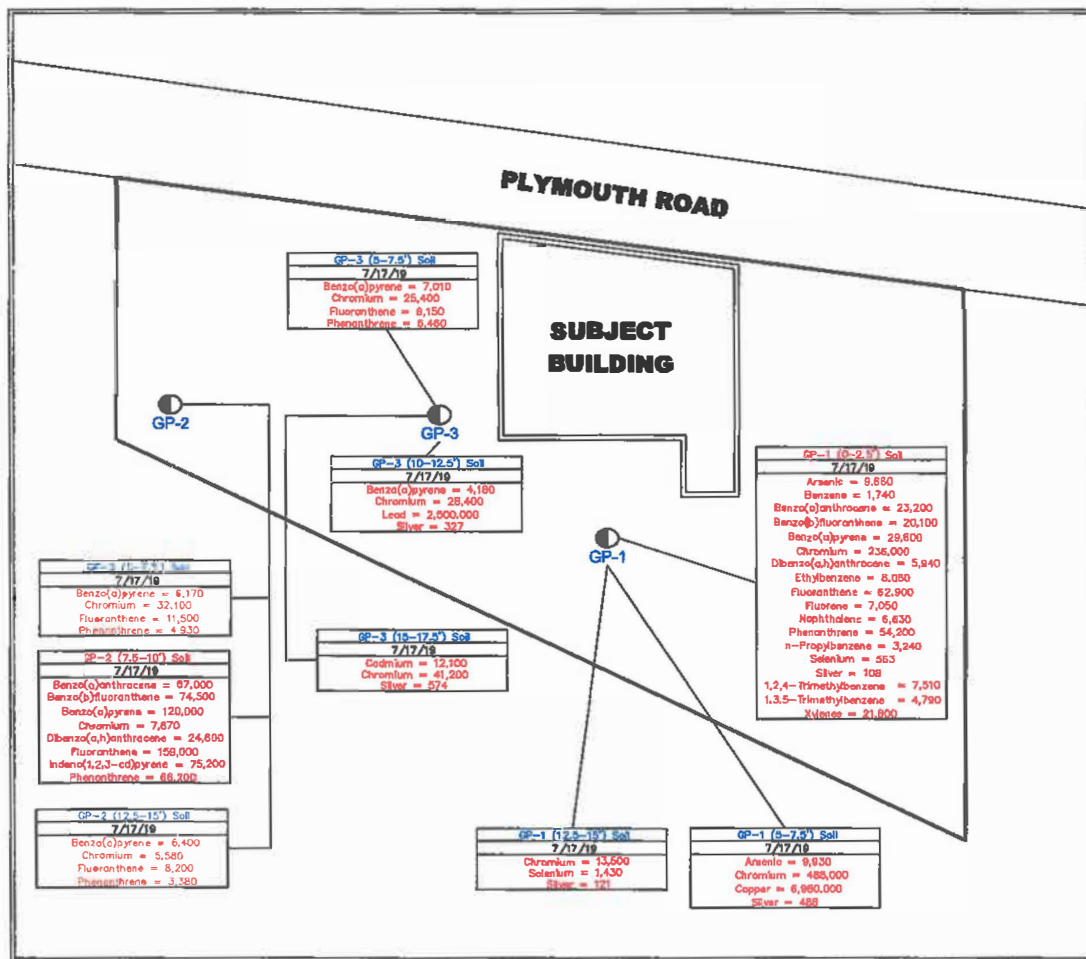 PLYMOUTH ROAD
SUBJECT
BUILDING
GP-3 (5-7.5') Soil
7/17/19
Benzo(a)pyrene = 7,010
Chromium = 25,400
Fluoranthene = 8,150
Phenanthrene = 5,460
GP-2
GP-3
GP-3 (10-12.5') Soil
7/17/19
Benzo(a)pyrene = 4,180
Chromium = 28,400
Lead = 2,500,000
Silver = 327
GP-1
GP-1 (0-2.5') Soil
7/17/19
Arsenic = 9,660
Benzene = 1,740
Benzo(a)anthracene = 23,200
Benzo(b)fluoranthene = 20,100
Benzo(a)pyrene = 29,600
Chromium = 235,000
Dibenzo(a,h)anthracene = 5,940
Ethylbenzene = 8,050
Fluoranthene = 62,900
Fluorene = 7,050
Naphthalene = 6,630
Phenanthrene = 54,200
n-Propylbenzene = 3,240
Selenium = 563
Silver = 108
1,2,4-Trimethylbenzene = 7,510
1,3,5-Trimethylbenzene = 4,790
Xylenes = 21,800
Soil
7/17/19
Benzo(a)pyrene = 6,170
Chromium = 32,100
Fluoranthene = 11,500
Phenanthrene = 4,930
GP-2 (7.5-10') Soil
7/17/19
Benzo(a)anthracene = 67,000
Benzo(b)fluoranthene = 74,500
Benzo(a)pyrene = 120,000
Chromium = 7,670
Dibenzo(a,h)anthracene = 24,600
Fluoranthene = 159,000
Indeno(1,2,3-cd)pyrene = 75,200
Phenanthrene = 66,200
GP-2 (12.5-15') Soil
7/17/19
Benzo(a)pyrene = 6,400
Chromium = 5,580
Fluoranthene = 8,200
Phenanthrene = 3,380
GP-3 (15-17.5') Soil
7/17/19
Cadmium = 12,100
Chromium = 41,200
Silver = 574
GP-1 (12.5-15') Soil
7/17/19
Chromium = 13,600
Selenium = 1,430
Silver = 121
GP-1 (5-7.5') Soil
7/17/19
Arsenic = 9,930
Chromium = 488,000
Copper = 6,960,000
Silver = 488